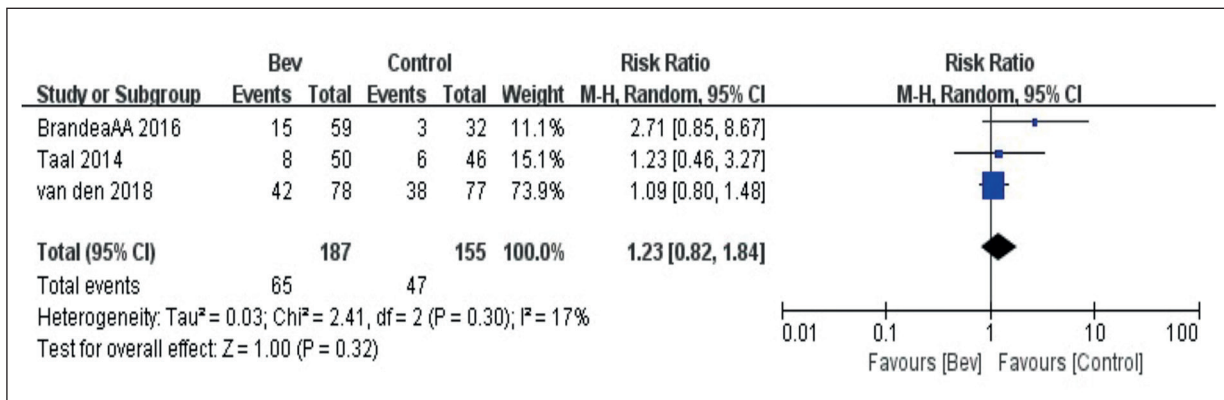 Bev Control Risk Ratio Risk Ratio
Study or Subgroup Events Total Events Total Weight M-H, Random, 95% CI M-H, Random, 95% CI
BrandeaAA 2016 15 59 3 32 11.1% 2.71 [0.85, 8.67]
Taal 2014 8 50 6 46 15.1% 1.23 [0.46, 3.27]
van den 2018 42 78 38 77 73.9% 1.09 [0.80, 1.48]
Total (95% CI) 187 155 100.0% 1.23 [0.82, 1.84]
Total events 65 47
Heterogeneity: Tau² = 0.03; Chi² = 2.41, df = 2 (P = 0.30); I² = 17%
Test for overall effect: Z = 1.00 (P = 0.32)
0.01 0.1 1 10 100
Favours [Bev] Favours [Control]